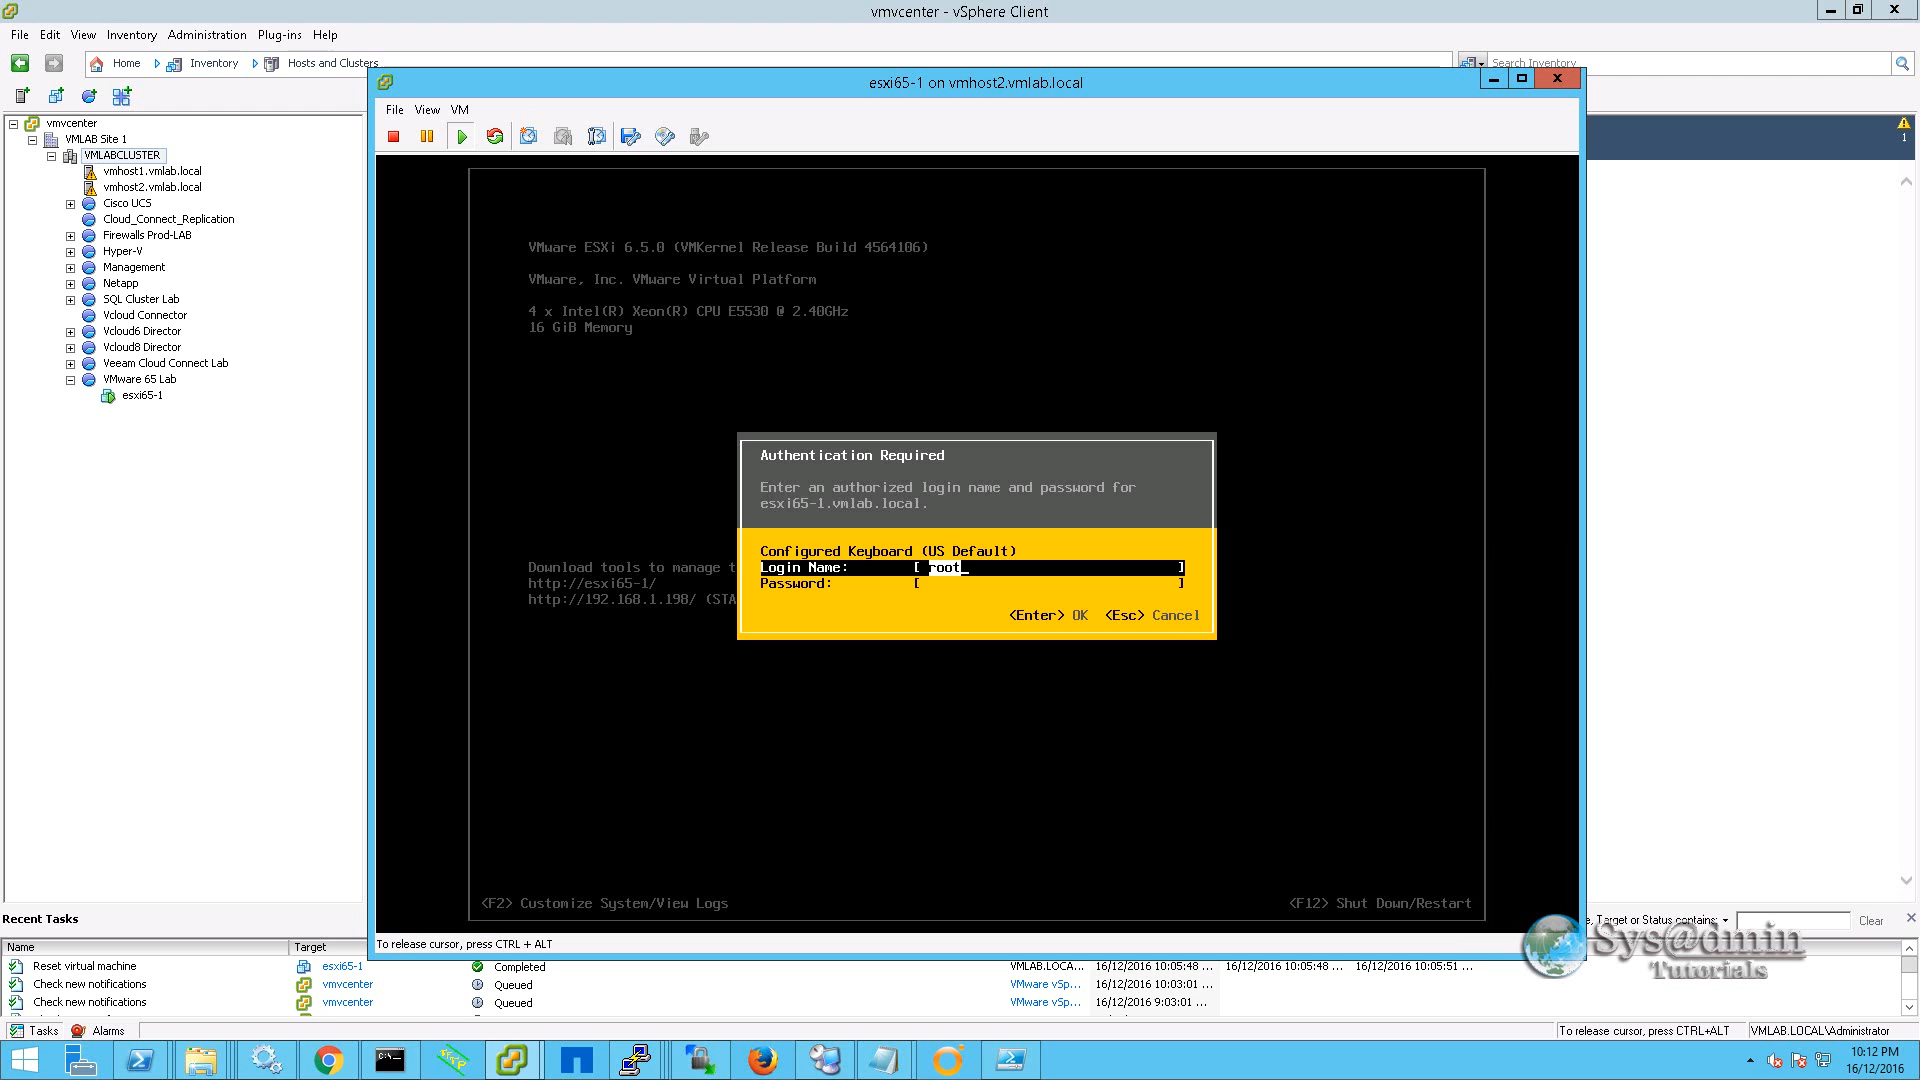 vmvcenter - vSphere Client
File Edit View Inventory Administration Plug-ins Help
Home Inventory Hosts and Clusters
Search Inventory
esxi65-1 on vmhost2.vmlab.local
File View VM
vmvcenter
VMLAB Site 1
VMLABCLUSTER
vmhost1.vmlab.local
vmhost2.vmlab.local
Cisco UCS
Cloud_Connect_Replication
Firewalls Prod-LAB
Hyper-V
Management
Netapp
SQL Cluster Lab
Vcloud Connector
Vcloud6 Director
Vcloud8 Director
Veeam Cloud Connect Lab
VMware 65 Lab
esxi65-1
1
VMware ESXi 6.5.0 (VMKernel Release Build 4564106)
VMware, Inc. VMware Virtual Platform
4 x Intel(R) Xeon(R) CPU E5530 @ 2.40GHz
16 GiB Memory
Authentication Required
Enter an authorized login name and password for
esxi65-1.vmlab.local.
Configured Keyboard (US Default)
Login Name: [ root_ ]
Password: [ ]
<Enter> OK <Esc> Cancel
Download tools to manage t
http://esxi65-1/
http://192.168.1.198/ (STA
<F2> Customize System/View Logs
<F12> Shut Down/Restart
To release cursor, press CTRL + ALT
Recent Tasks
e, Target or Status contains: Clear
Name Target
Reset virtual machine esxi65-1 Completed VMLAB.LOCA... 16/12/2016 10:05:48 ... 16/12/2016 10:05:48 ... 16/12/2016 10:05:51 ...
Check new notifications vmvcenter Queued VMware vSp... 16/12/2016 10:03:01 ...
Check new notifications vmvcenter Queued VMware vSp... 16/12/2016 9:03:01 ...
Sys@dmin
Tutorials
Tasks Alarms
To release cursor, press CTRL+ALT
VMLAB.LOCAL\Administrator
10:12 PM
16/12/2016